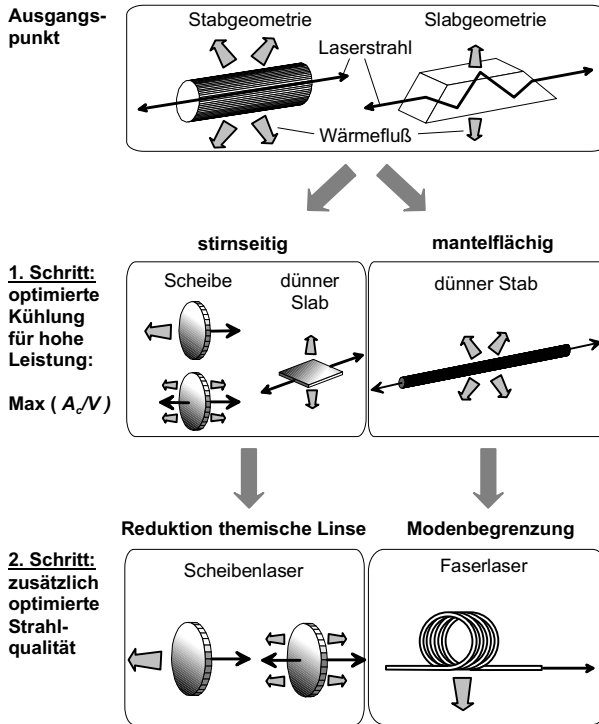 Ausgangs-
punkt
Stabgeometrie
Slabgeometrie
Laserstrahl
Wärmefluß
stirnseitig
mantelflächig
1. Schritt:
optimierte
Kühlung
für hohe
Leistung:
Max ( Ac/V )
Scheibe
dünner
Slab
dünner Stab
Reduktion themische Linse
Modenbegrenzung
2. Schritt:
zusätzlich
optimierte
Strahl-
qualität
Scheibenlaser
Faserlaser